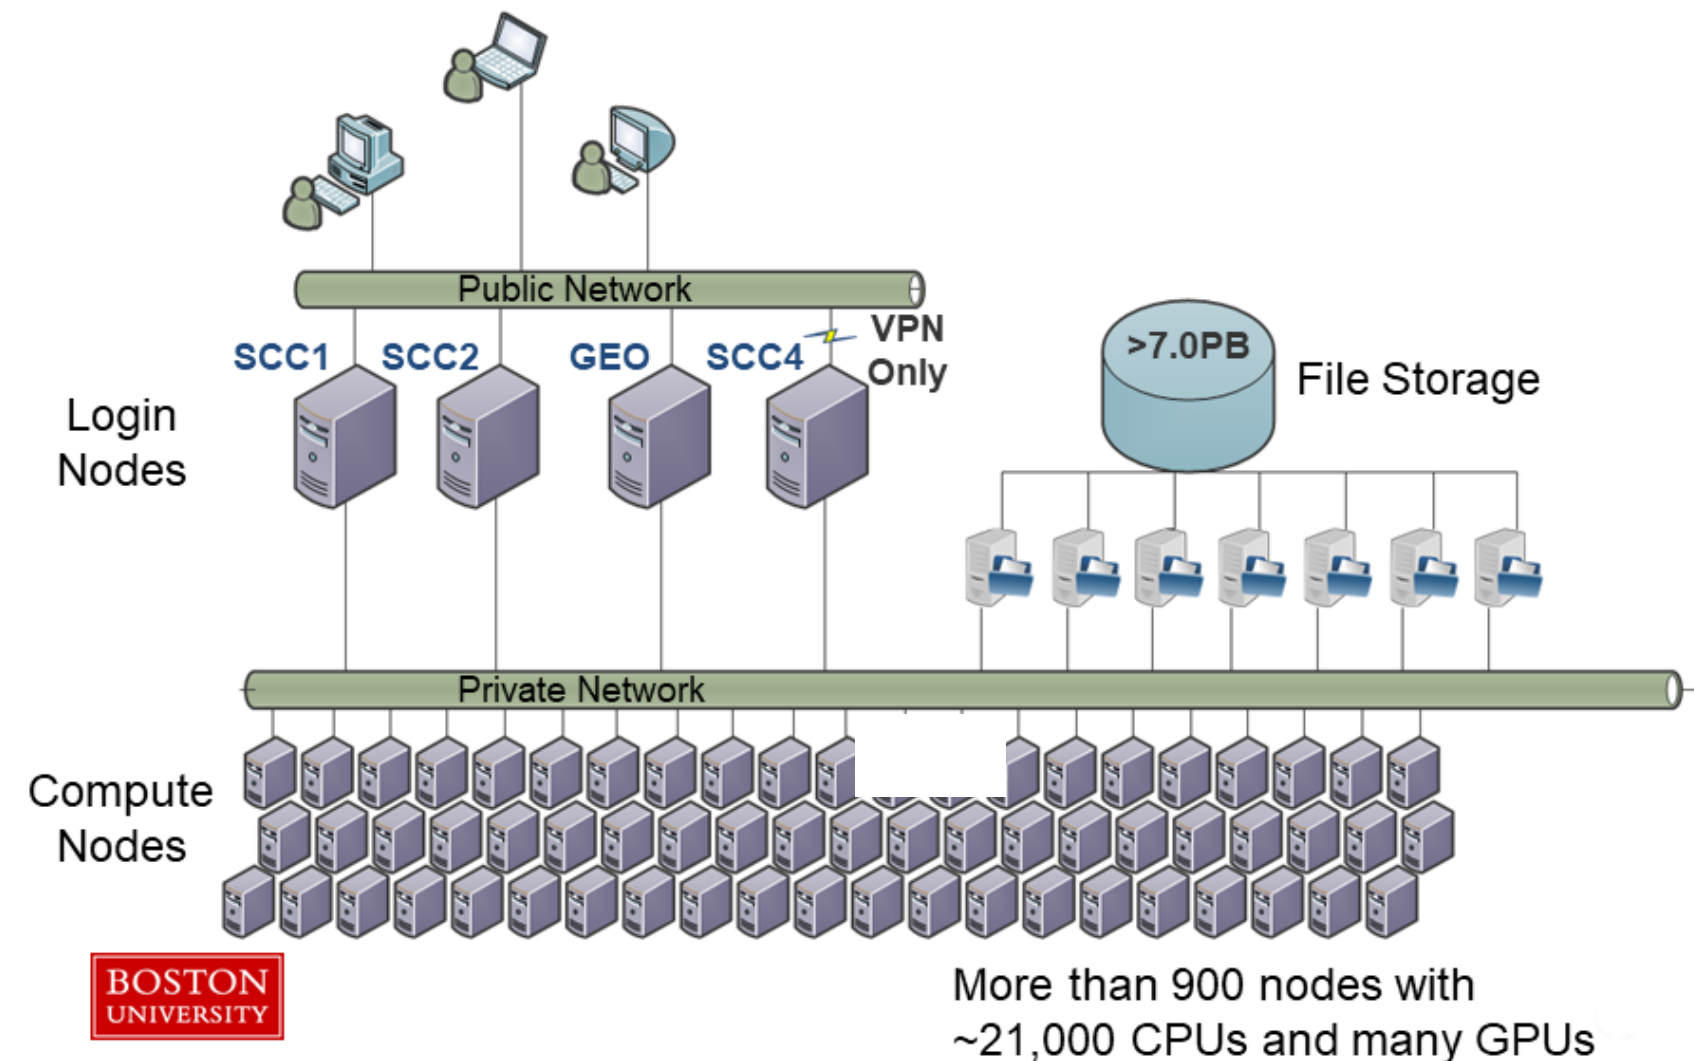 Public Network
SCC1
SCC2
GEO
SCC4
VPN
Only
Login
Nodes
>7.0PB
File Storage
Private Network
Compute
Nodes
BOSTON
UNIVERSITY
More than 900 nodes with
~21,000 CPUs and many GPUs